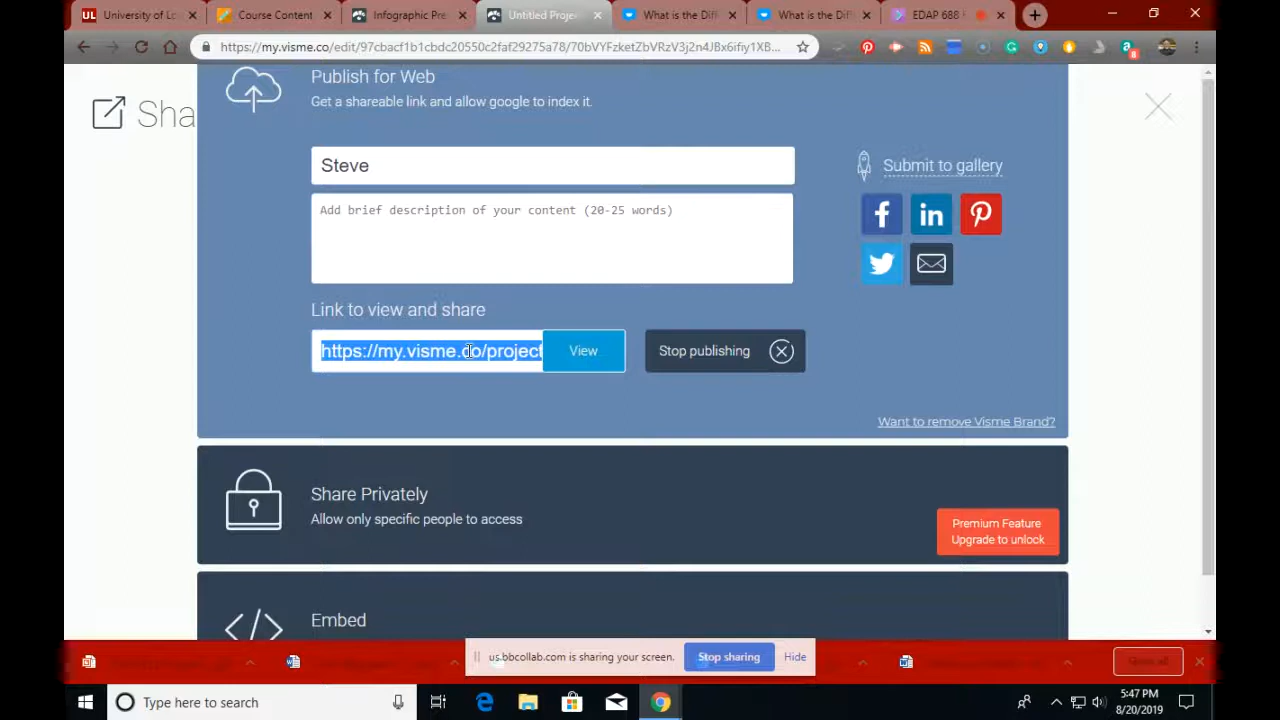 University of Lo
Course Content
Infographic Pre
Untitled Proje
What is the Diff
What is the Diff
EDAP 688
https://my.visme.co/edit/97cbacf1b1cbdc20550c2faf29275a78/70bVYFzketZbVRzV3j2n4JBx6ifiy1XB...
Publish for Web
Get a shareable link and allow google to index it.
Sha
Steve
Submit to gallery
Add brief description of your content (20-25 words)
Link to view and share
https://my.visme.co/project
View
Stop publishing
Want to remove Visme Brand?
Share Privately
Allow only specific people to access
Premium Feature
Upgrade to unlock
Embed
us.bbcollab.com is sharing your screen.
Stop sharing
Hide
Type here to search
5:47 PM
8/20/2019